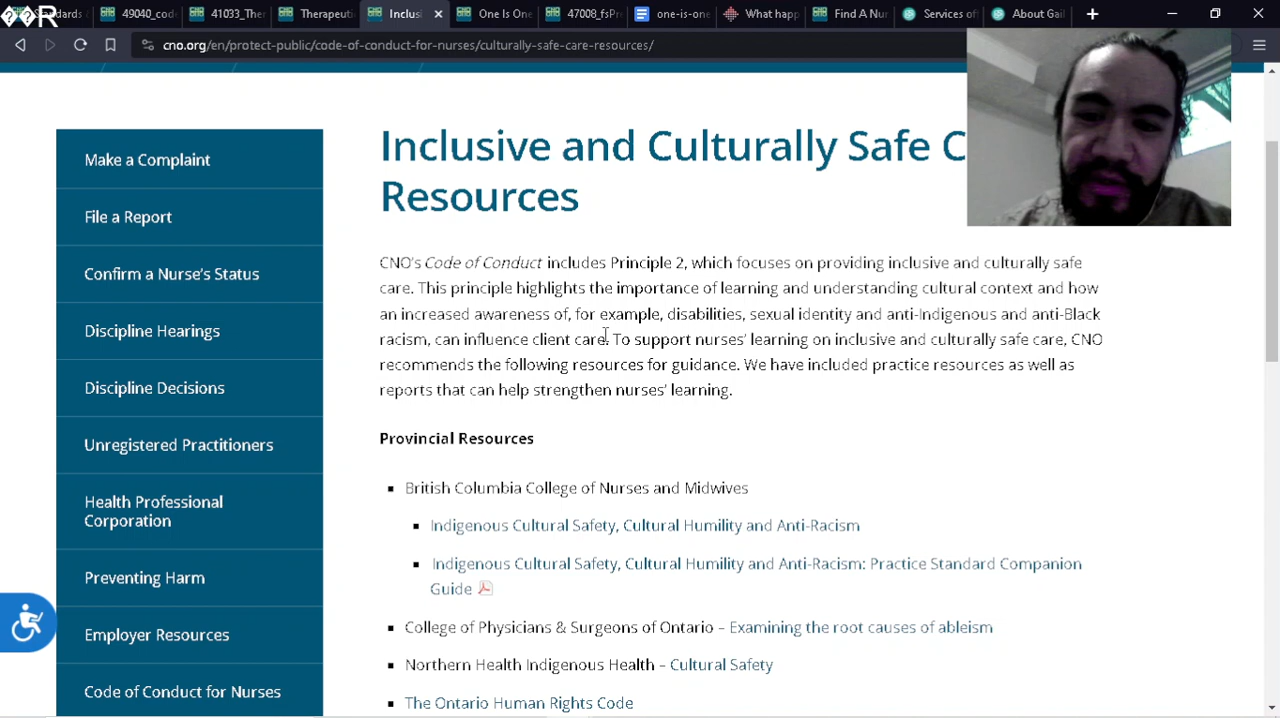 49040_cod
41033_The
Therapeuti
Inclusi
One Is One
47008_fsPr
one-is-one
What happ
Find A Nur
Services of
About Gail
cno.org/en/protect-public/code-of-conduct-for-nurses/culturally-safe-care-resources/
Make a Complaint
File a Report
Confirm a Nurse's Status
Discipline Hearings
Discipline Decisions
Unregistered Practitioners
Health Professional
Corporation
Preventing Harm
Employer Resources
Code of Conduct for Nurses
Inclusive and Culturally Safe C
Resources
CNO's Code of Conduct includes Principle 2, which focuses on providing inclusive and culturally safe
care. This principle highlights the importance of learning and understanding cultural context and how
an increased awareness of, for example, disabilities, sexual identity and anti-Indigenous and anti-Black
racism, can influence client care. To support nurses' learning on inclusive and culturally safe care, CNO
recommends the following resources for guidance. We have included practice resources as well as
reports that can help strengthen nurses' learning.
Provincial Resources
British Columbia College of Nurses and Midwives
Indigenous Cultural Safety, Cultural Humility and Anti-Racism
Indigenous Cultural Safety, Cultural Humility and Anti-Racism: Practice Standard Companion
Guide
College of Physicians & Surgeons of Ontario – Examining the root causes of ableism
Northern Health Indigenous Health – Cultural Safety
The Ontario Human Rights Code